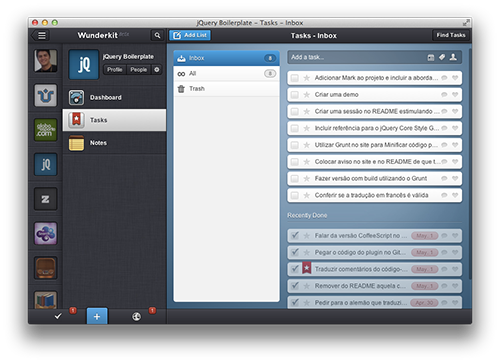 jQuery Boilerplate – Tasks - Inbox
Wunderkit
Add List
Tasks - Inbox
Find Tasks
jQ
jQuery Boilerplate
Profile People
Dashboard
Tasks
Notes
globo
.com
jQ
z
Inbox 8
All 8
Trash
Add a task...
Adicionar Mark ao projeto e incluir a aborda...
Criar uma demo
Criar uma sessão no README estimulando ...
Incluir referência para o jQuery Core Style G...
Utilizar Grunt no site para Minificar código p...
Colocar aviso no site e no README de que t...
Fazer versão com build utilizando o Grunt
Conferir se a tradução em francês é válida
Recently Done
Falar da versão CoffeeScript no ... May. 1
Pegar o código do plugin no Git... May. 1
Traduzir comentários do código-... May. 1
Remover do README aquela c... May. 1
Pedir para o alemão que traduzi... Apr. 30
1
1